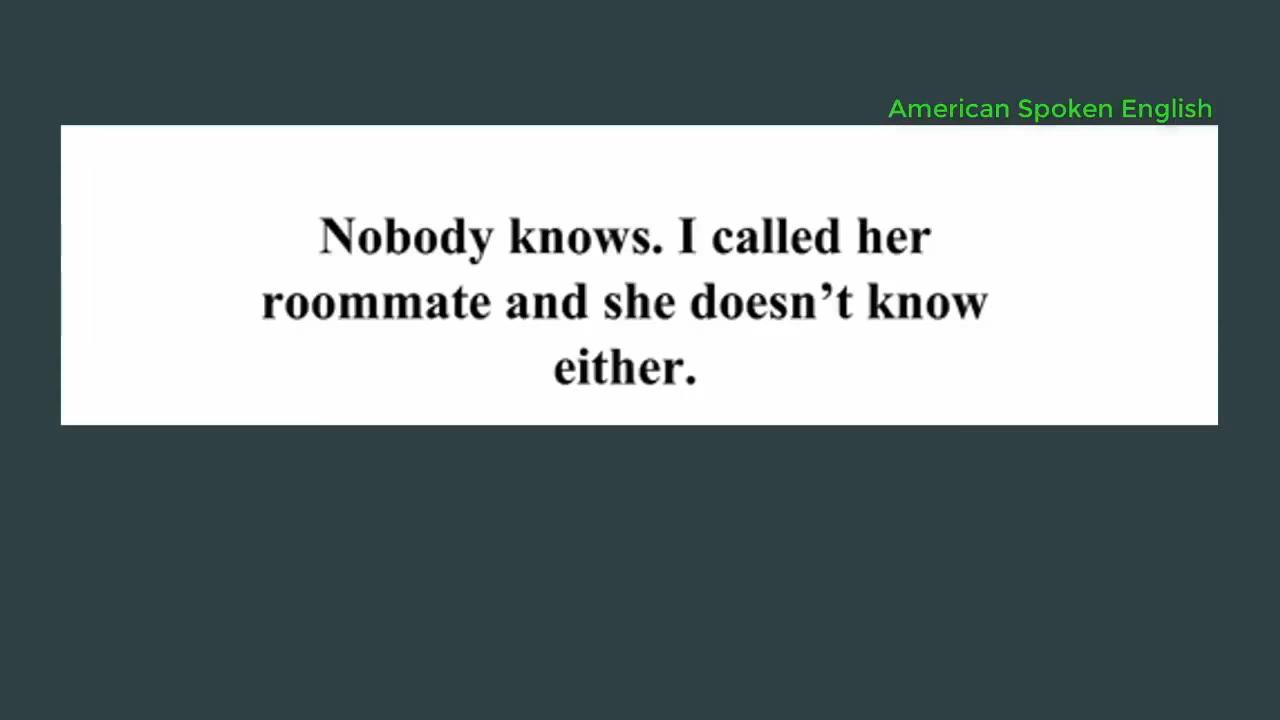 American Spoken English
Nobody knows. I called her
roommate and she doesn’t know
either.